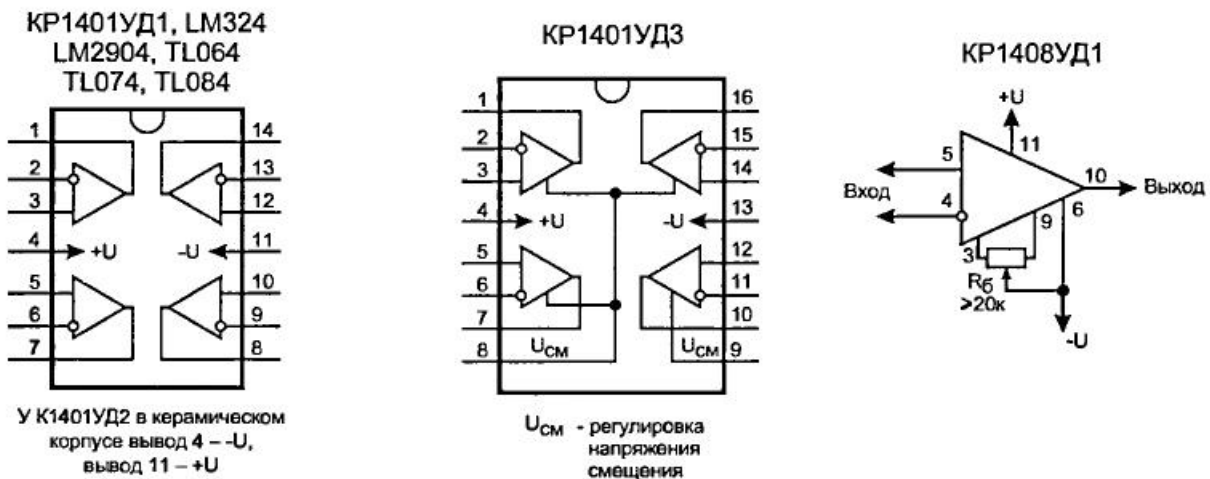 КР1401УД1, LM324
LM2904, TL064
TL074, TL084
1
14
2
13
3
12
4
+U
-U
11
5
10
6
9
7
8
У К1401УД2 в керамическом
корпусе вывод 4 – -U,
вывод 11 – +U
КР1401УД3
1
16
2
15
3
14
4
+U
-U
13
5
12
6
11
7
10
8
Uсм
Uсм
9
Uсм - регулировка
напряжения
смещения
КР1408УД1
+U
11
5
10
Вход
Выход
4
6
9
3
Rб
>20к
-U